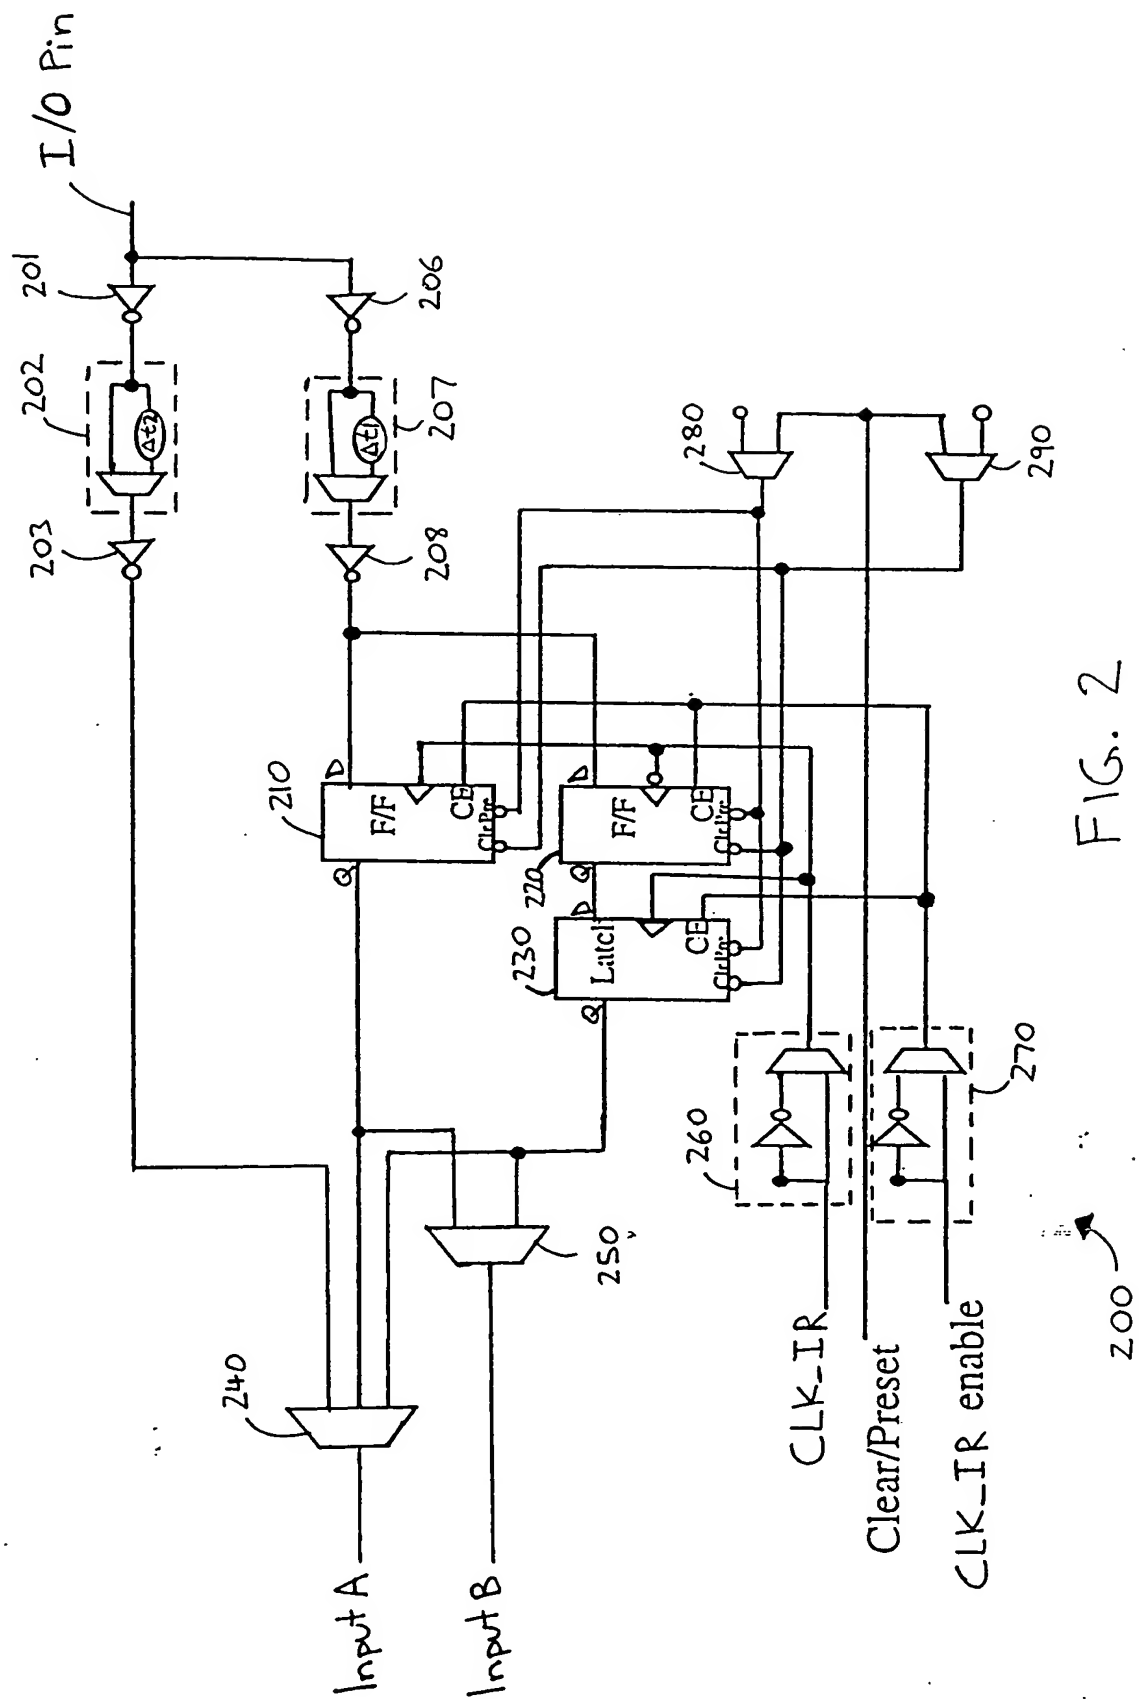 I/O Pin
201
202
203
206
207
208
Δt2
Δt1
280
290
210
D
F/F
CE
Clr
Pre
Q
220
D
F/F
CE
Clr
Pre
Q
230
D
Latch
CE
Clr
Pre
Q
240
250
260
270
Input A
Input B
CLK_IR
Clear/Preset
CLK_IR enable
200
FIG. 2